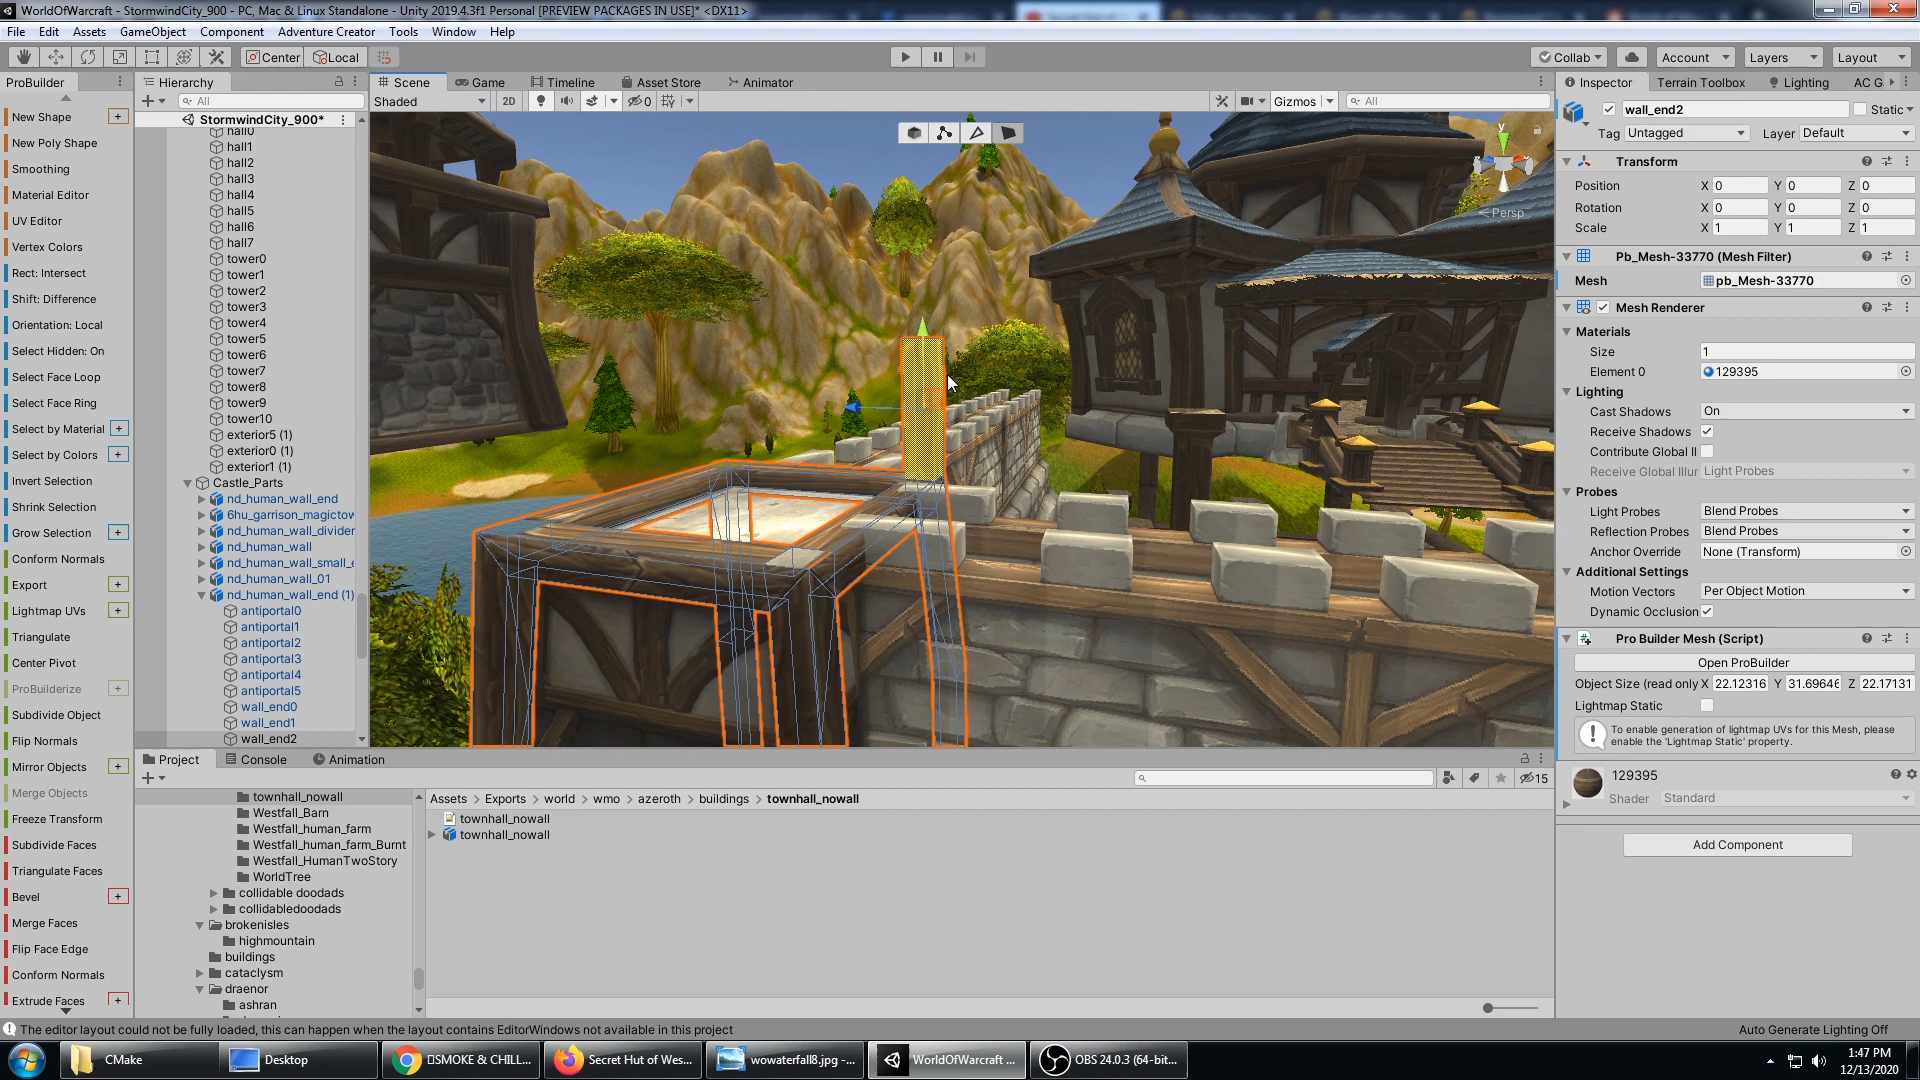 WorldOfWarcraft - StormwindCity_900 - PC, Mac & Linux Standalone - Unity 2019.4.3f1 Personal [PREVIEW PACKAGES IN USE]* <DX11>
File Edit Assets GameObject Component Adventure Creator Tools Window Help
Center Local Collab Account Layers Layout
ProBuilder
New Shape
New Poly Shape
Smoothing
Material Editor
UV Editor
Vertex Colors
Rect: Intersect
Shift: Difference
Orientation: Local
Select Hidden: On
Select Face Loop
Select Face Ring
Select by Material
Select by Colors
Invert Selection
Shrink Selection
Grow Selection
Conform Normals
Export
Lightmap UVs
Triangulate
Center Pivot
ProBuilderize
Subdivide Object
Flip Normals
Mirror Objects
Merge Objects
Freeze Transform
Subdivide Faces
Triangulate Faces
Bevel
Merge Faces
Flip Face Edge
Conform Normals
Extrude Faces
Hierarchy
All
StormwindCity_900*
hall0
hall1
hall2
hall3
hall4
hall5
hall6
hall7
tower0
tower1
tower2
tower3
tower4
tower5
tower6
tower7
tower8
tower9
tower10
exterior5 (1)
exterior0 (1)
exterior1 (1)
Castle_Parts
nd_human_wall_end
6hu_garrison_magictow
nd_human_wall_divider
nd_human_wall
nd_human_wall_small_e
nd_human_wall_01
nd_human_wall_end (1)
antiportal0
antiportal1
antiportal2
antiportal3
antiportal4
antiportal5
wall_end0
wall_end1
wall_end2
Scene Game Timeline Asset Store Animator
Shaded 2D 0 Gizmos All
y
Persp
Inspector Terrain Toolbox Lighting AC G
wall_end2 Static
Tag Untagged Layer Default
Transform
Position X 0 Y 0 Z 0
Rotation X 0 Y 0 Z 0
Scale X 1 Y 1 Z 1
Pb_Mesh-33770 (Mesh Filter)
Mesh pb_Mesh-33770
Mesh Renderer
Materials
Size 1
Element 0 129395
Lighting
Cast Shadows On
Receive Shadows
Contribute Global Il
Receive Global Illur Light Probes
Probes
Light Probes Blend Probes
Reflection Probes Blend Probes
Anchor Override None (Transform)
Additional Settings
Motion Vectors Per Object Motion
Dynamic Occlusion
Pro Builder Mesh (Script)
Open ProBuilder
Object Size (read only X 22.12316 Y 31.69646 Z 22.17131
Lightmap Static
To enable generation of lightmap UVs for this Mesh, please
enable the 'Lightmap Static' property.
129395
Shader Standard
Add Component
Project Console Animation
15
townhall_nowall
Westfall_Barn
Westfall_human_farm
Westfall_human_farm_Burnt
Westfall_HumanTwoStory
WorldTree
collidable doodads
collidabledoodads
brokenisles
highmountain
buildings
cataclysm
draenor
ashran
Assets > Exports > world > wmo > azeroth > buildings > townhall_nowall
townhall_nowall
townhall_nowall
The editor layout could not be fully loaded, this can happen when the layout contains EditorWindows not available in this project
Auto Generate Lighting Off
CMake
Desktop
SMOKE & CHILL...
Secret Hut of Wes...
wowaterfall8.jpg -...
WorldOfWarcraft ...
OBS 24.0.3 (64-bit...
1:47 PM
12/13/2020